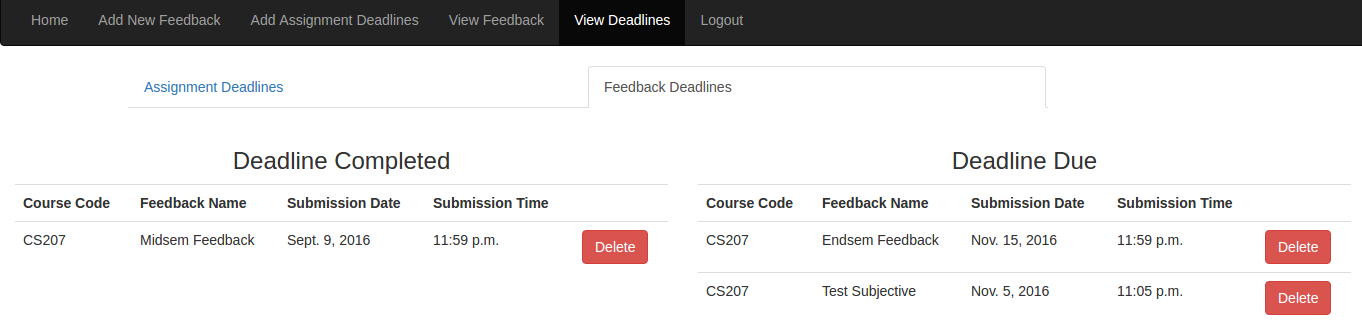 Home Add New Feedback Add Assignment Deadlines View Feedback View Deadlines Logout
Assignment Deadlines Feedback Deadlines
Deadline Completed
Course Code Feedback Name Submission Date Submission Time
CS207 Midsem Feedback Sept. 9, 2016 11:59 p.m. Delete
Deadline Due
Course Code Feedback Name Submission Date Submission Time
CS207 Endsem Feedback Nov. 15, 2016 11:59 p.m. Delete
CS207 Test Subjective Nov. 5, 2016 11:05 p.m. Delete